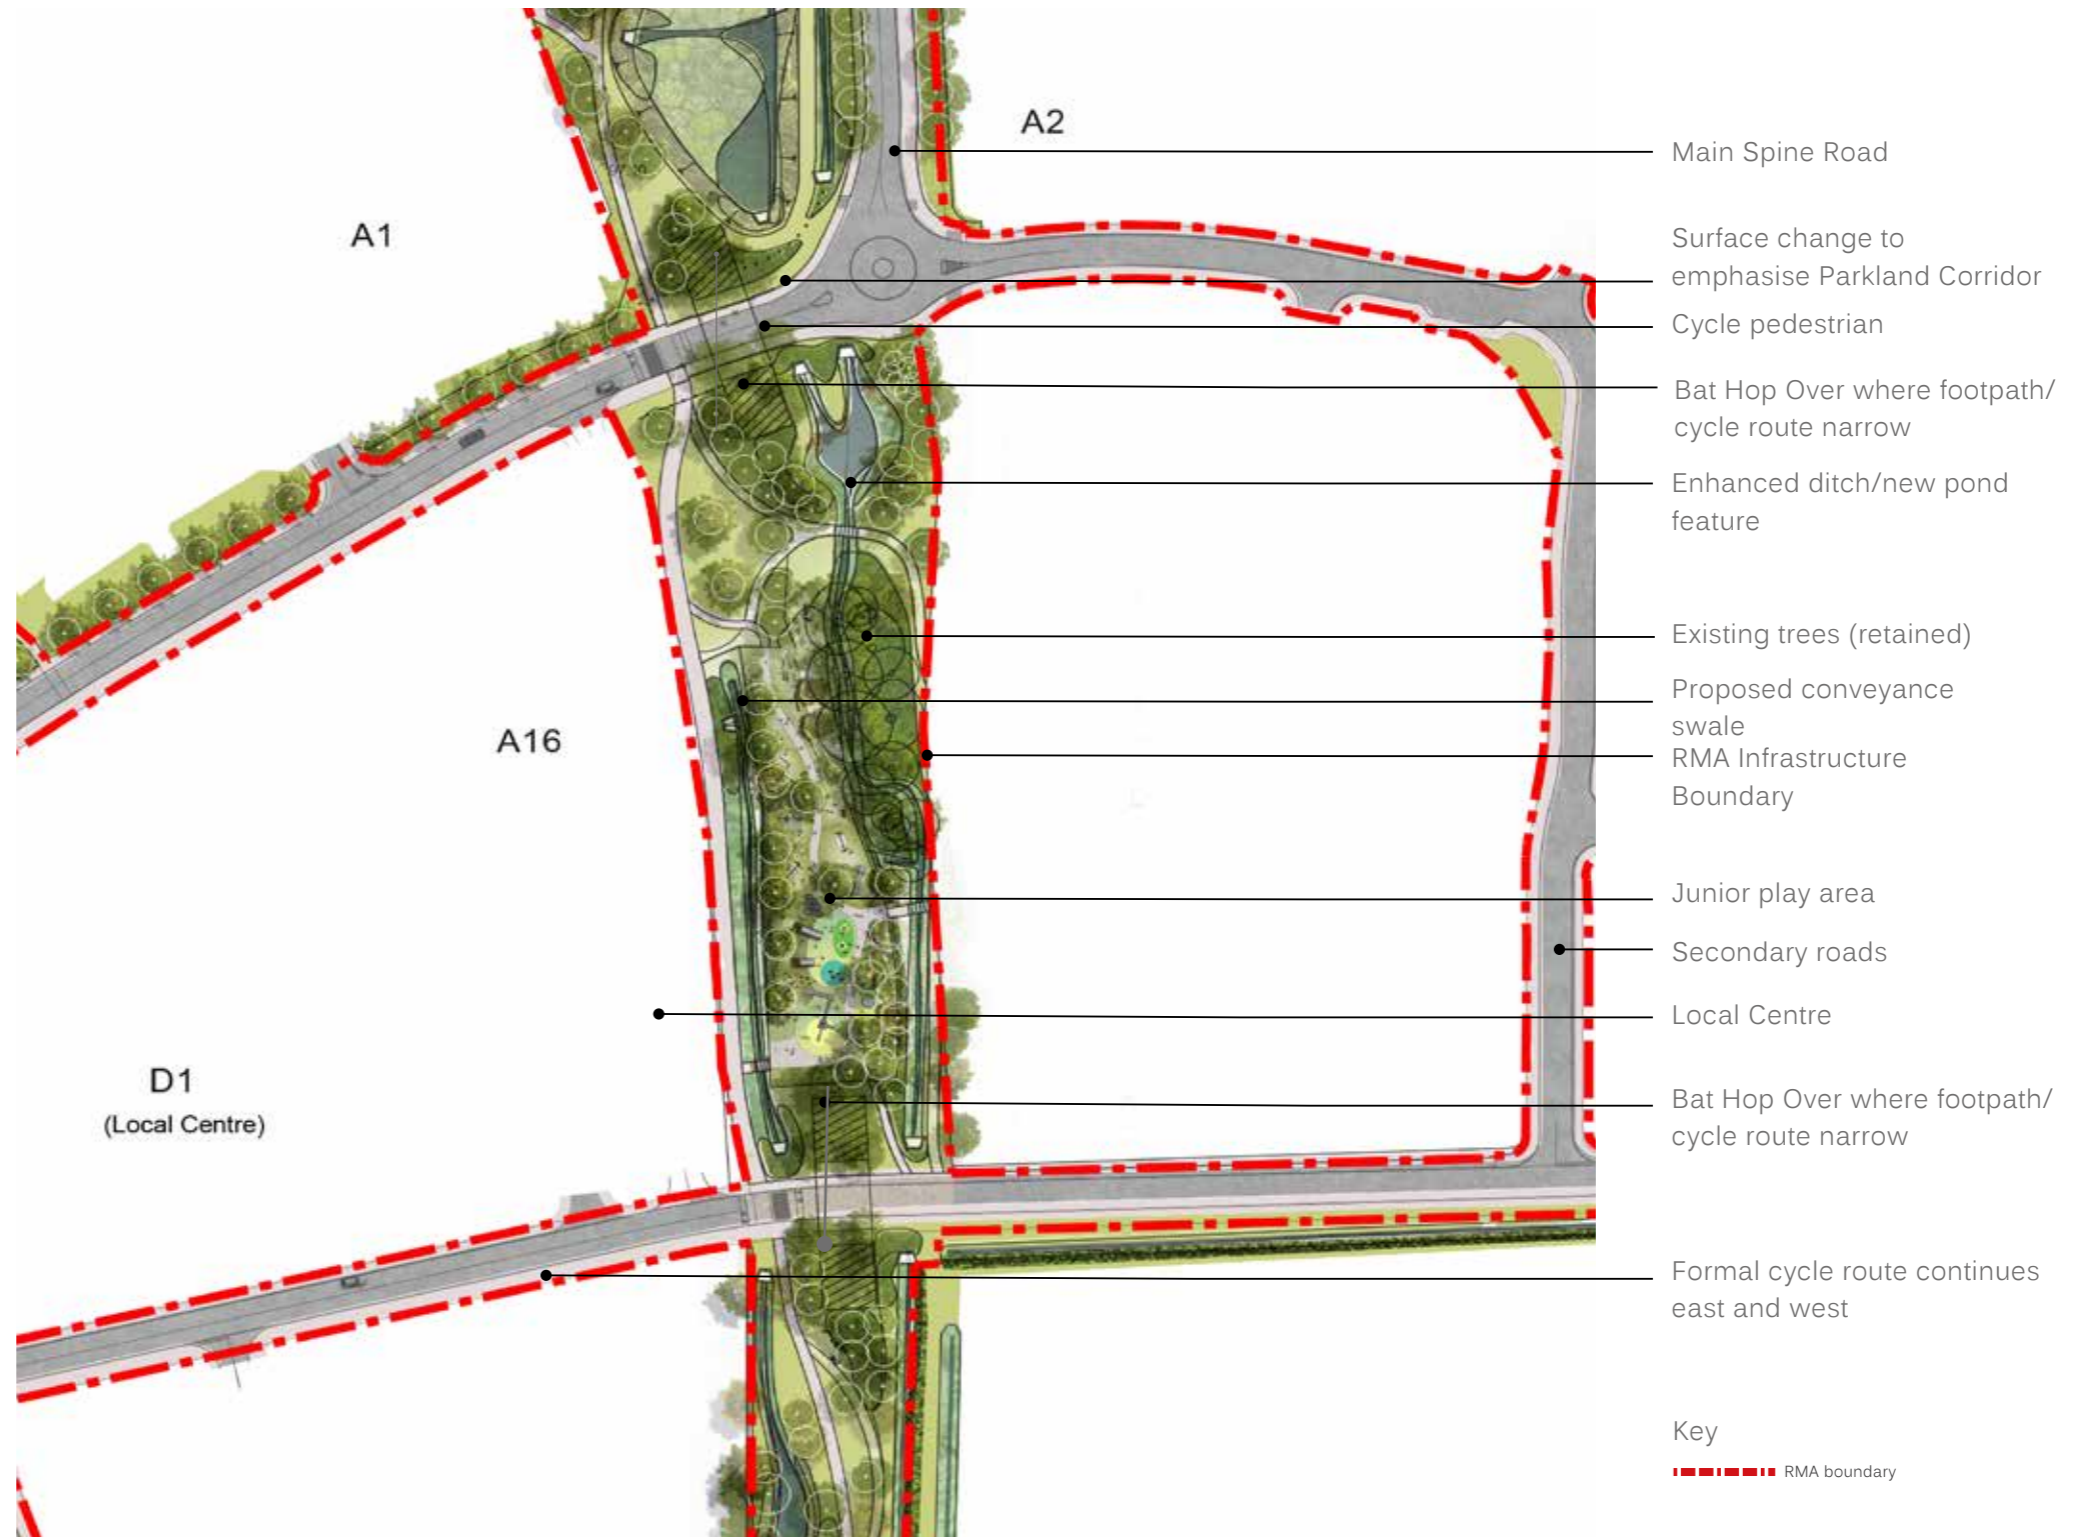 A2
Main Spine Road
A1
Surface change to
emphasise Parkland Corridor
Cycle pedestrian
Bat Hop Over where footpath/
cycle route narrow
Enhanced ditch/new pond
feature
Existing trees (retained)
Proposed conveyance
swale
A16
RMA Infrastructure
Boundary
Junior play area
Secondary roads
Local Centre
D1
(Local Centre)
Bat Hop Over where footpath/
cycle route narrow
Formal cycle route continues
east and west
Key
RMA boundary